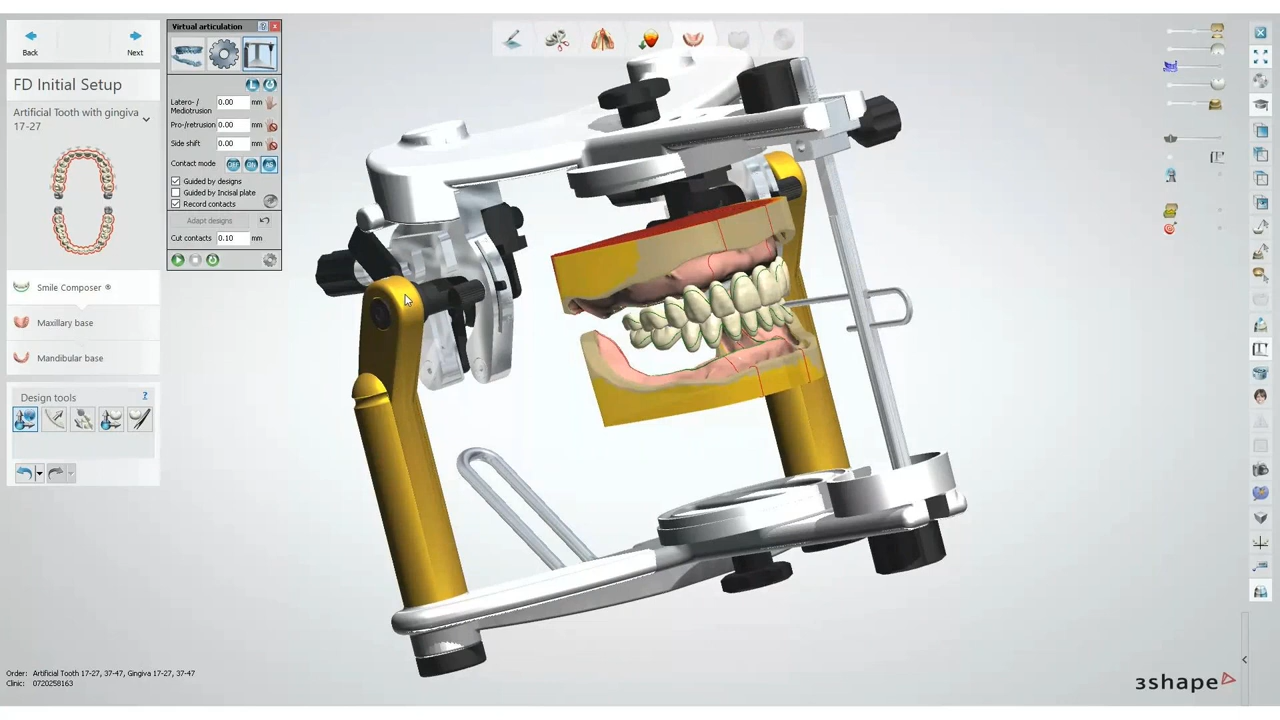 Back
Next
FD Initial Setup
Artificial Tooth with gingiva
17-27
Smile Composer ®
Maxillary base
Mandibular base
Design tools
?
Virtual articulation
?
x
Latero- /
Mediotrusion
0.00
mm
Pro-/retrusion
0.00
mm
Side shift
0.00
mm
Contact mode
OFF
ON
AS
Guided by designs
Guided by Incisal plate
Record contacts
Adapt designs
Cut contacts
0.10
mm
Order: Artificial Tooth 17-27, 37-47, Gingiva 17-27, 37-47
Clinic: 0720258163
3shape